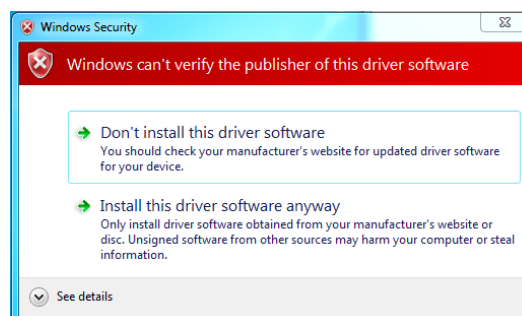 Windows Security
Windows can't verify the publisher of this driver software
Don't install this driver software
You should check your manufacturer's website for updated driver software
for your device.
Install this driver software anyway
Only install driver software obtained from your manufacturer's website or
disc. Unsigned software from other sources may harm your computer or steal
information.
See details